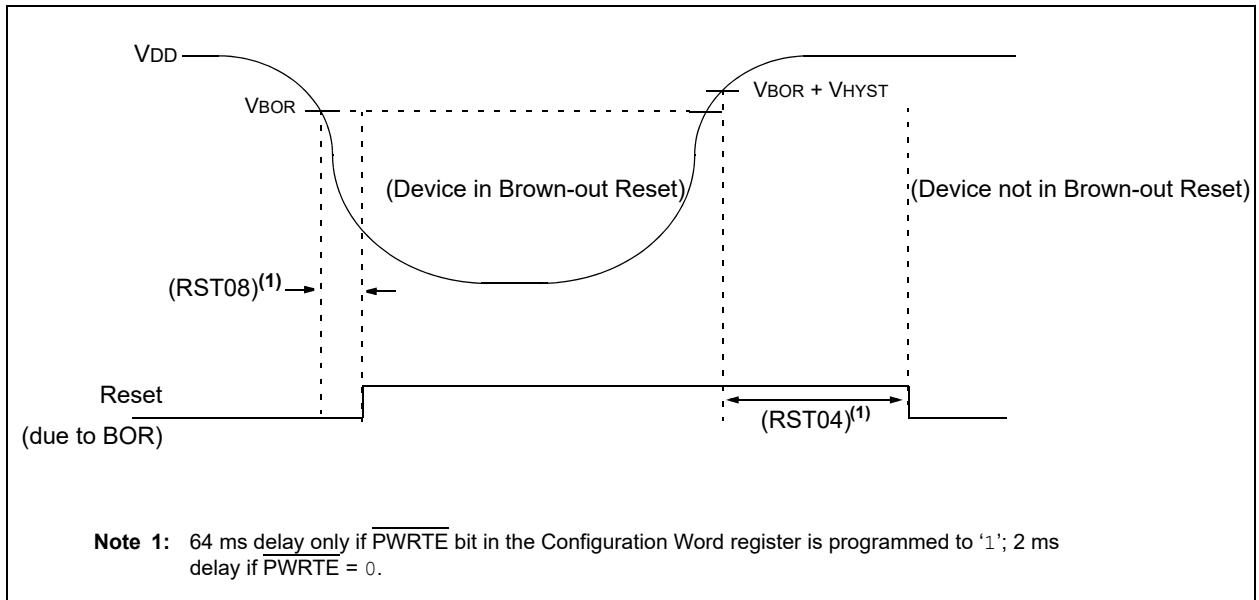 VDD
VBOR
VBOR + VHYST
(Device in Brown-out Reset)
(Device not in Brown-out Reset)
(RST08)(1)
Reset
(due to BOR)
(RST04)(1)
Note 1: 64 ms delay only if PWRTE bit in the Configuration Word register is programmed to ‘1’; 2 ms
delay if PWRTE = 0.